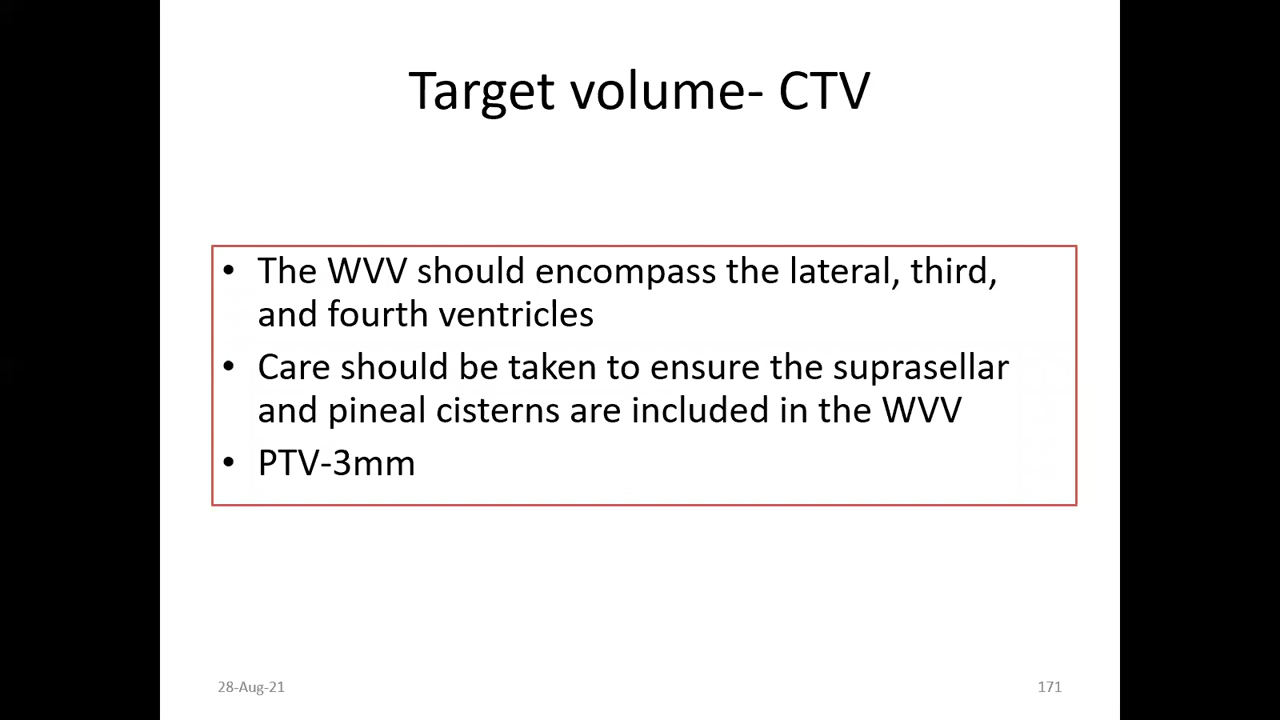 Target volume- CTV
• The WVV should encompass the lateral, third,
and fourth ventricles
• Care should be taken to ensure the suprasellar
and pineal cisterns are included in the WVV
• PTV-3mm
28-Aug-21
171